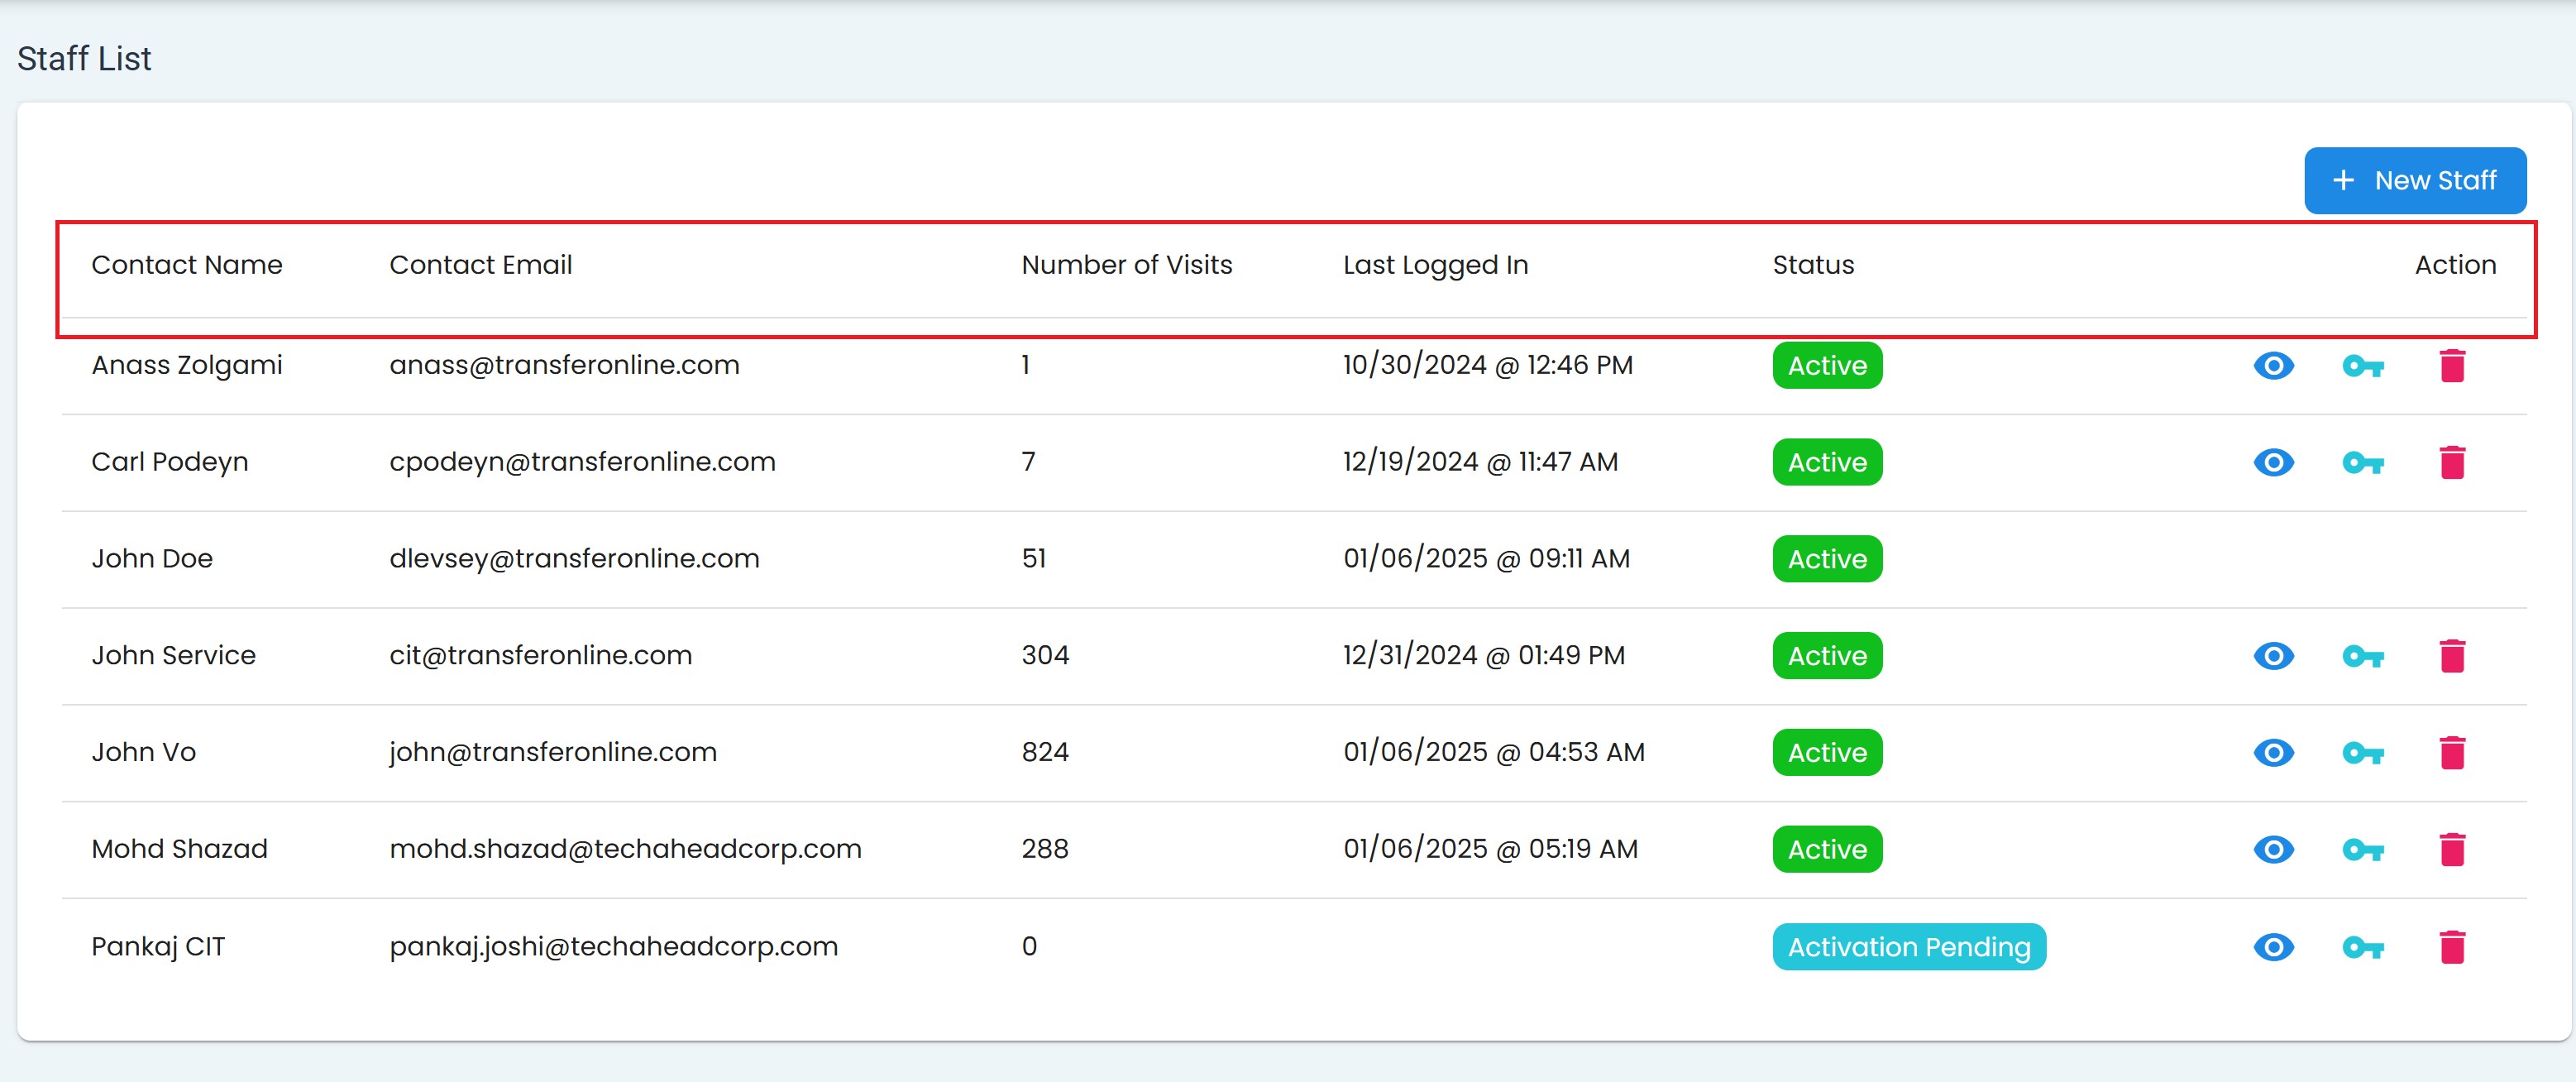 Staff List
+ New Staff
Contact Name Contact Email Number of Visits Last Logged In Status Action
Anass Zolgami anass@transferonline.com 1 10/30/2024 @ 12:46 PM Active
Carl Podeyn cpodeyn@transferonline.com 7 12/19/2024 @ 11:47 AM Active
John Doe dlevsey@transferonline.com 51 01/06/2025 @ 09:11 AM Active
John Service cit@transferonline.com 304 12/31/2024 @ 01:49 PM Active
John Vo john@transferonline.com 824 01/06/2025 @ 04:53 AM Active
Mohd Shazad mohd.shazad@techaheadcorp.com 288 01/06/2025 @ 05:19 AM Active
Pankaj CIT pankaj.joshi@techaheadcorp.com 0 Activation Pending